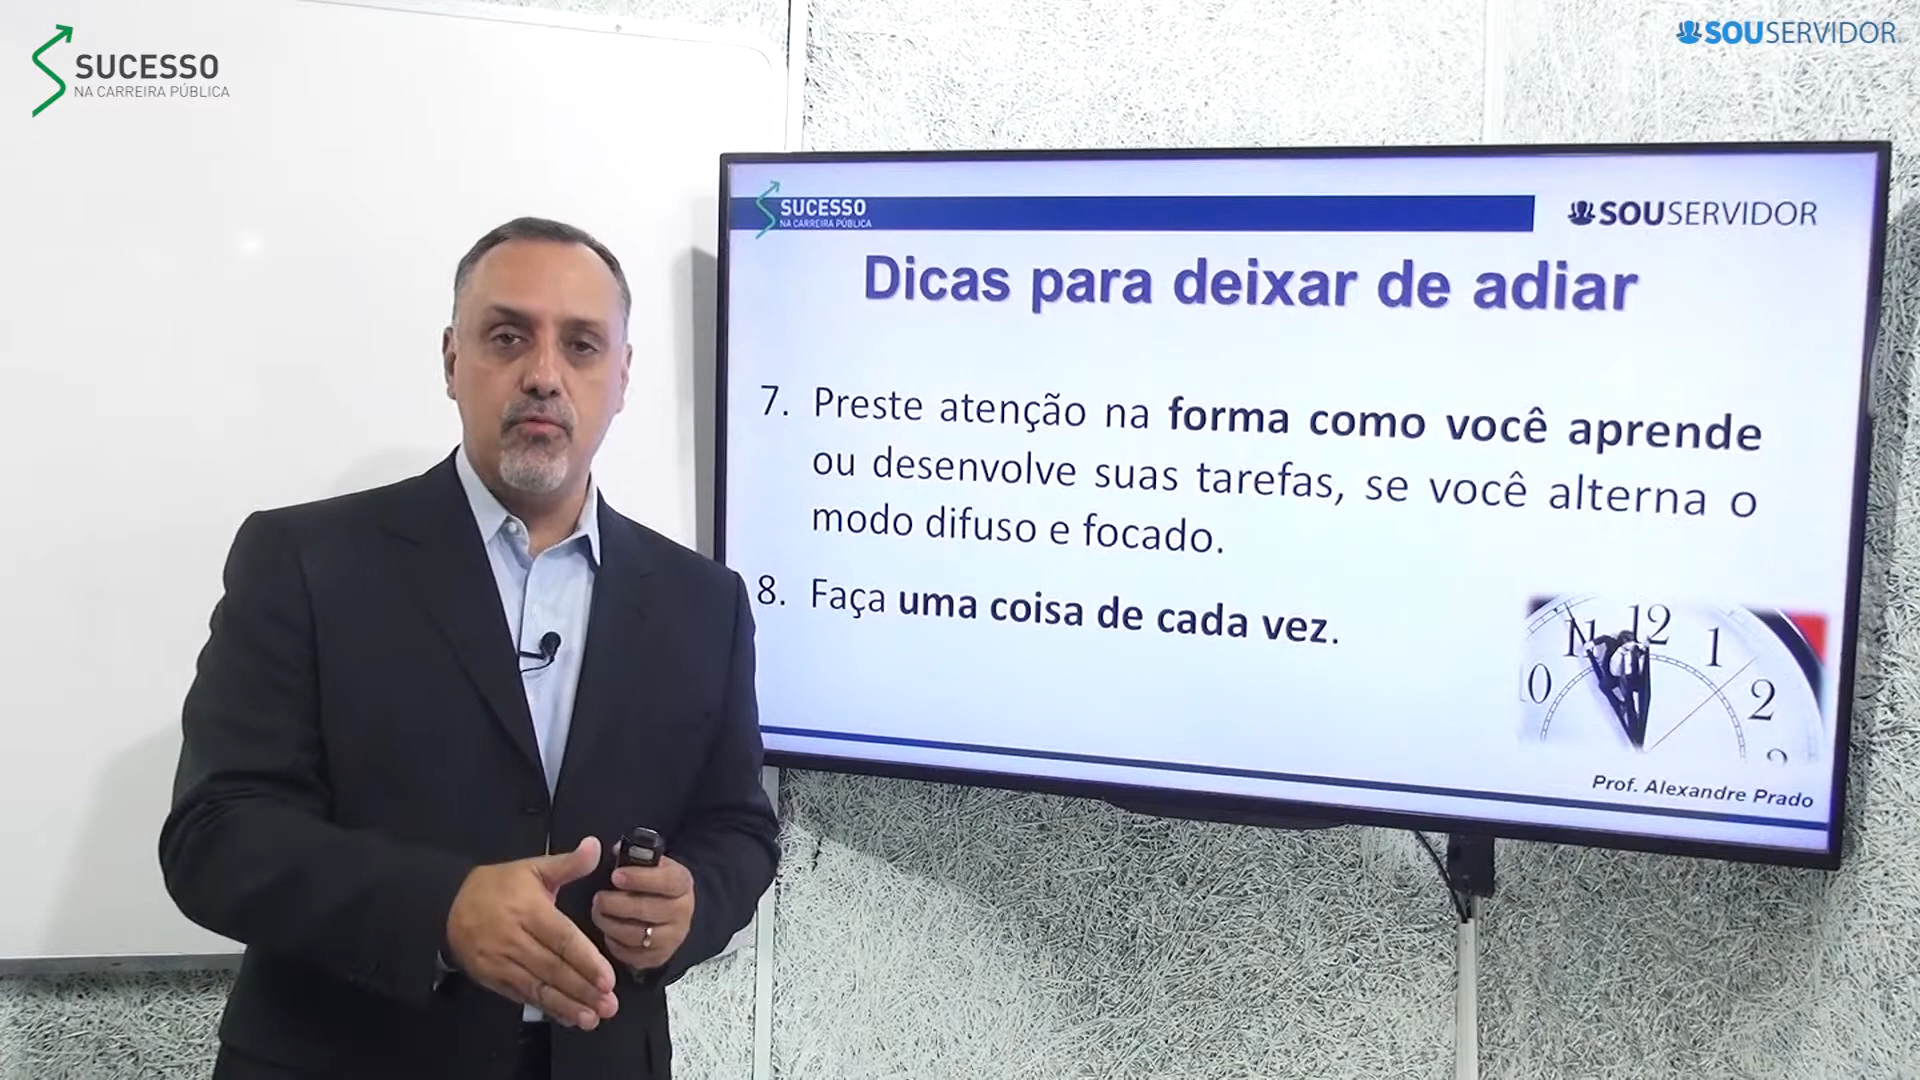 SUCESSO
NA CARREIRA PÚBLICA
SOUSERVIDOR
SUCESSO
NA CARREIRA PÚBLICA
SOUSERVIDOR
Dicas para deixar de adiar
7. Preste atenção na forma como você aprende
ou desenvolve suas tarefas, se você alterna o
modo difuso e focado.
8. Faça uma coisa de cada vez.
11 12 1
10 2
Prof. Alexandre Prado